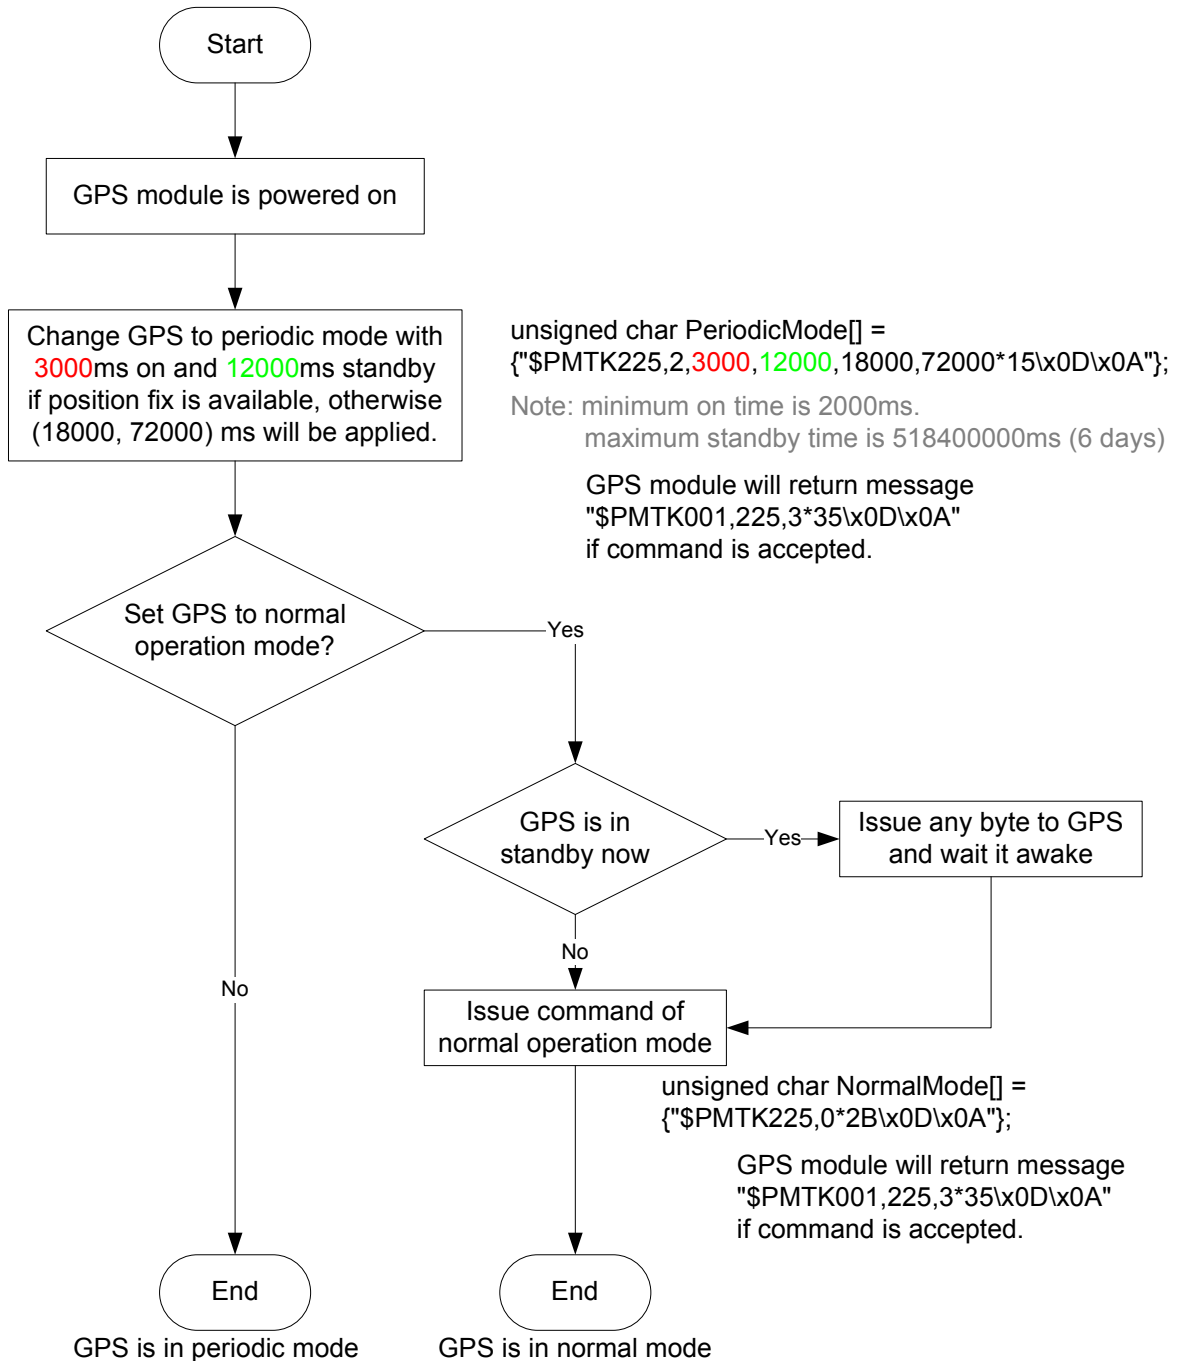 Start
GPS module is powered on
Change GPS to periodic mode with
3000ms on and 12000ms standby
if position fix is available, otherwise
(18000, 72000) ms will be applied.
unsigned char PeriodicMode[] =
{"$PMTK225,2,3000,12000,18000,72000*15\x0D\x0A"};
Note: minimum on time is 2000ms.
maximum standby time is 518400000ms (6 days)
GPS module will return message
"$PMTK001,225,3*35\x0D\x0A"
if command is accepted.
Set GPS to normal
operation mode?
Yes
GPS is in
standby now
Yes
Issue any byte to GPS
and wait it awake
No
No
Issue command of
normal operation mode
unsigned char NormalMode[] =
{"$PMTK225,0*2B\x0D\x0A"};
GPS module will return message
"$PMTK001,225,3*35\x0D\x0A"
if command is accepted.
End
GPS is in periodic mode
End
GPS is in normal mode